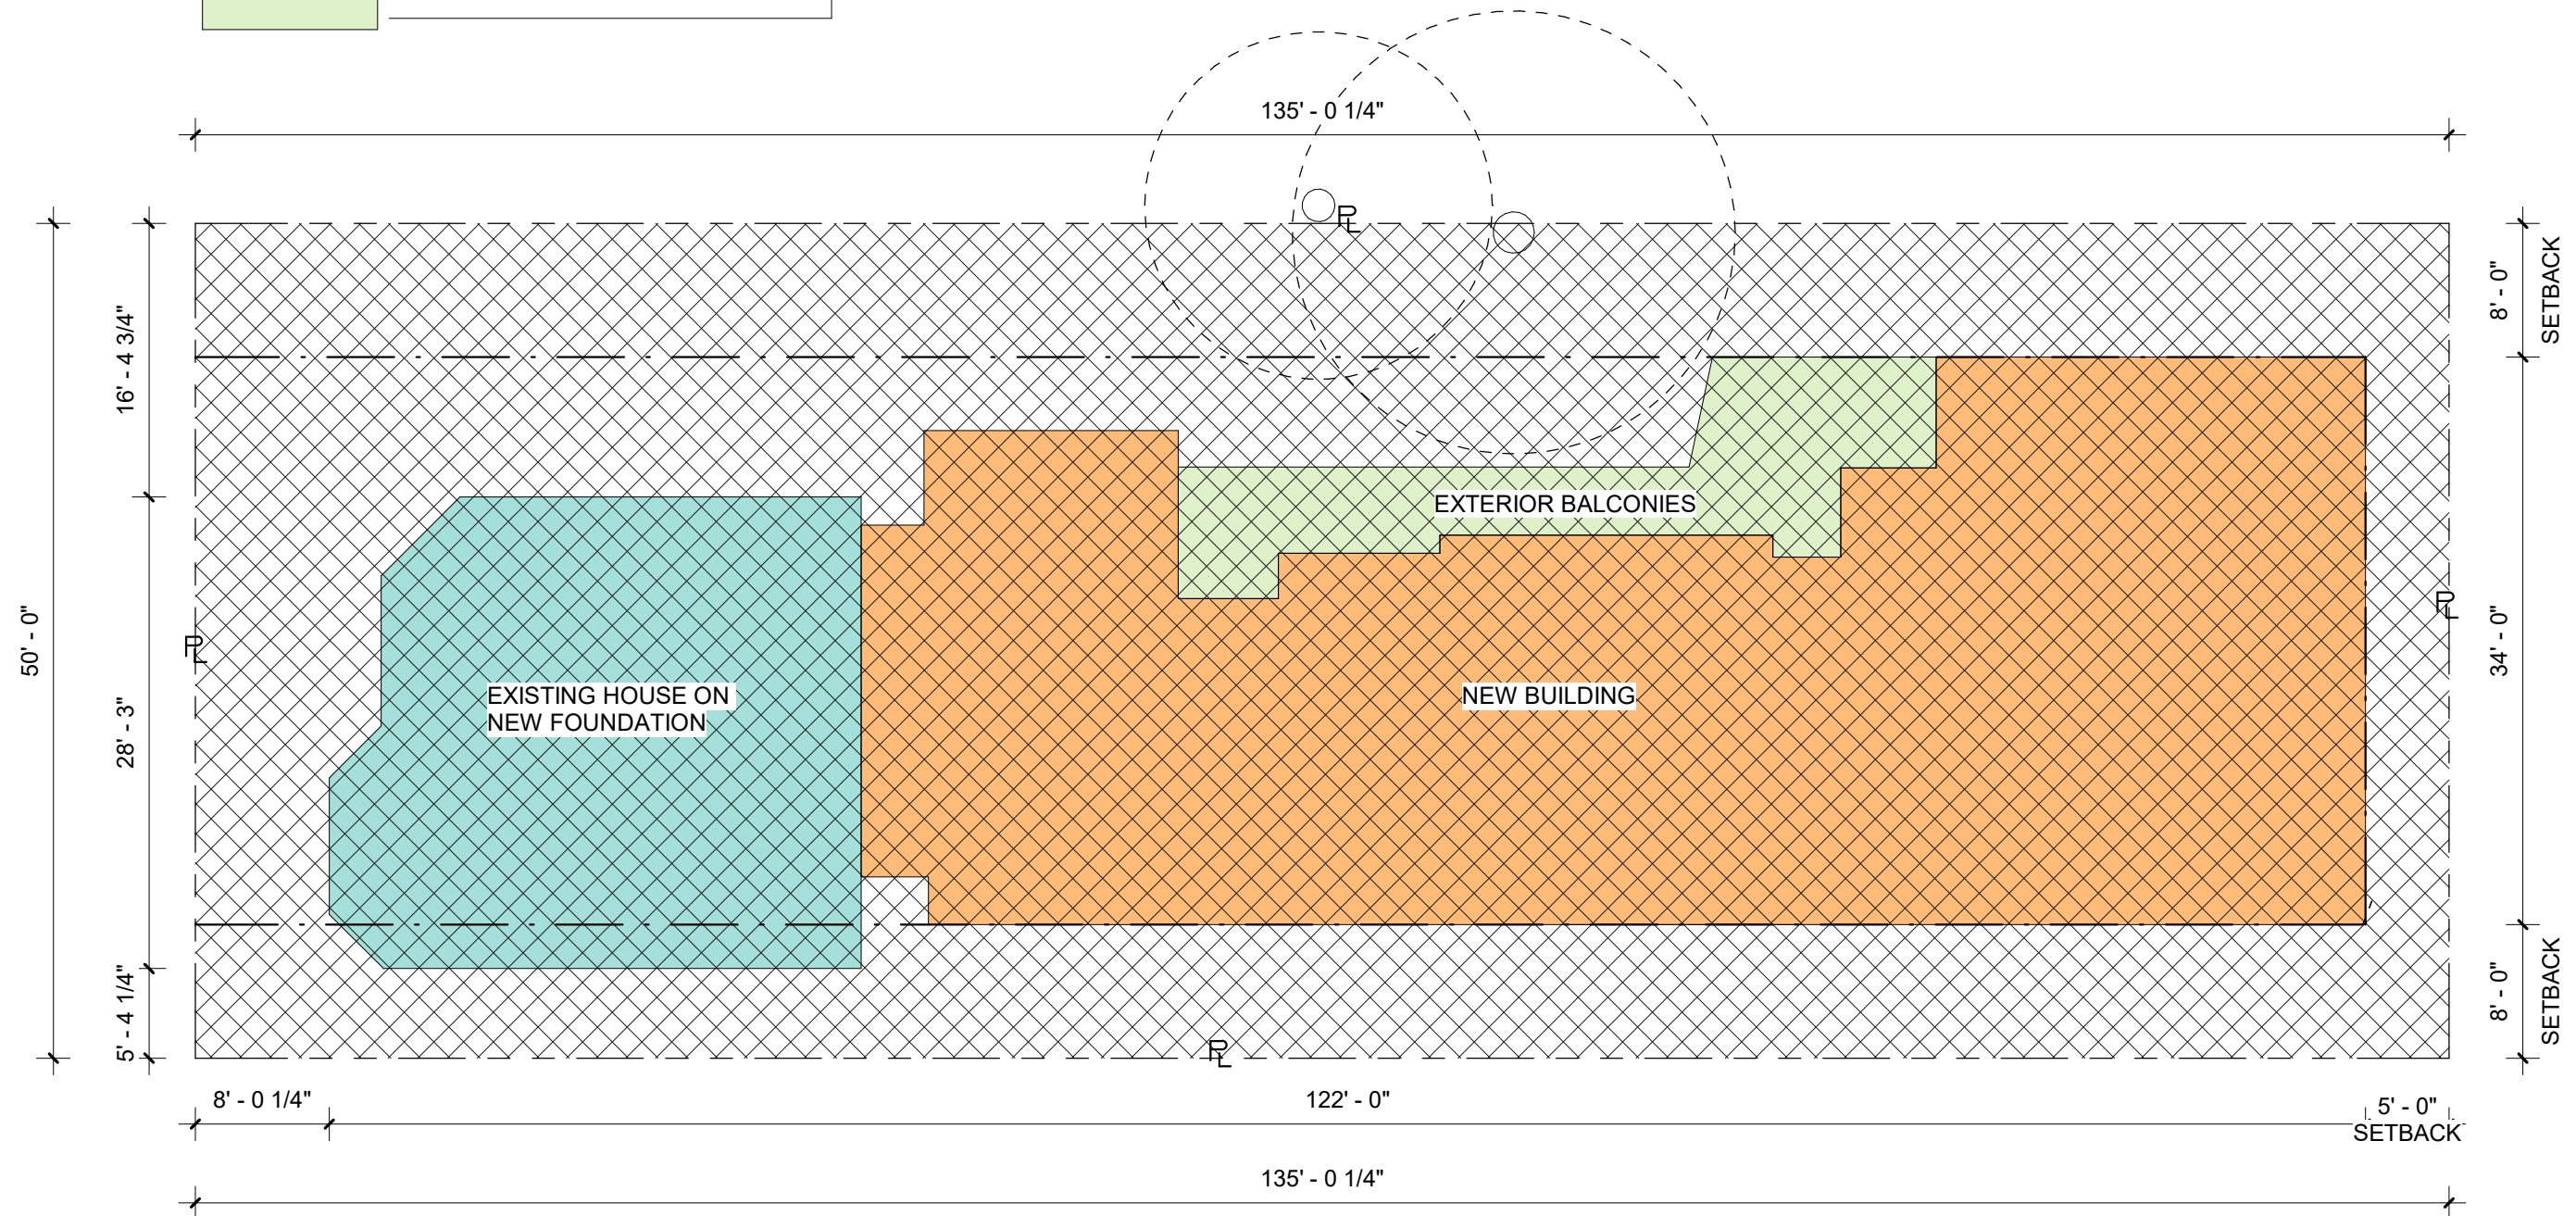 135' - 0 1/4"
PL
8' - 0"
SETBACK
16' - 4 3/4"
EXTERIOR BALCONIES
50' - 0"
PL
PL
34' - 0"
28' - 3"
EXISTING HOUSE ON
NEW FOUNDATION
NEW BUILDING
5' - 4 1/4"
8' - 0"
SETBACK
PL
8' - 0 1/4"
122' - 0"
5' - 0"
SETBACK
135' - 0 1/4"